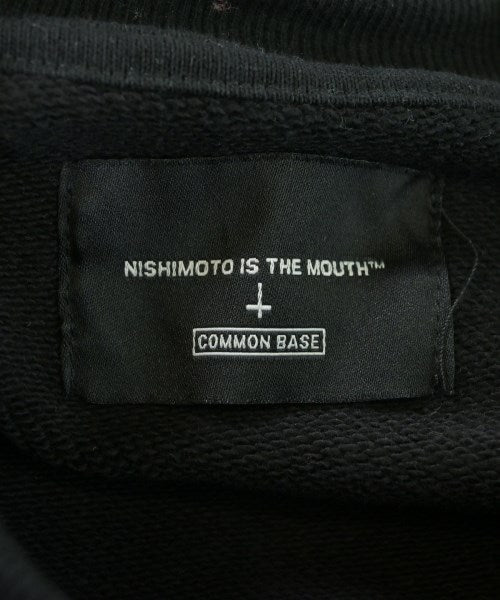 NISHIMOTO IS THE MOUTH™
COMMON BASE